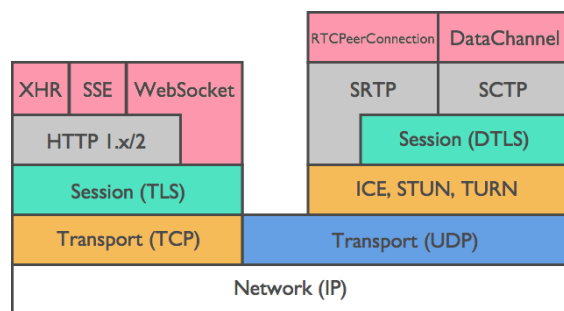 RTCPeerConnection DataChannel
XHR SSE WebSocket SRTP SCTP
HTTP 1.x/2 Session (DTLS)
Session (TLS) ICE, STUN, TURN
Transport (TCP) Transport (UDP)
Network (IP)